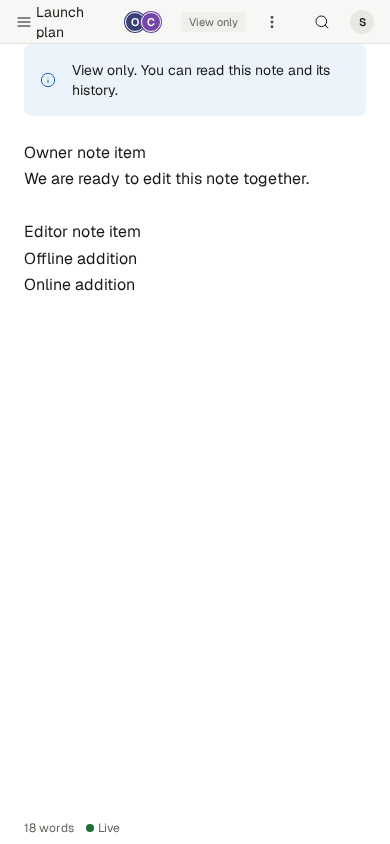 Launch
plan
O C View only S
View only. You can read this note and its
history.
Owner note item
We are ready to edit this note together.
Editor note item
Offline addition
Online addition
18 words Live